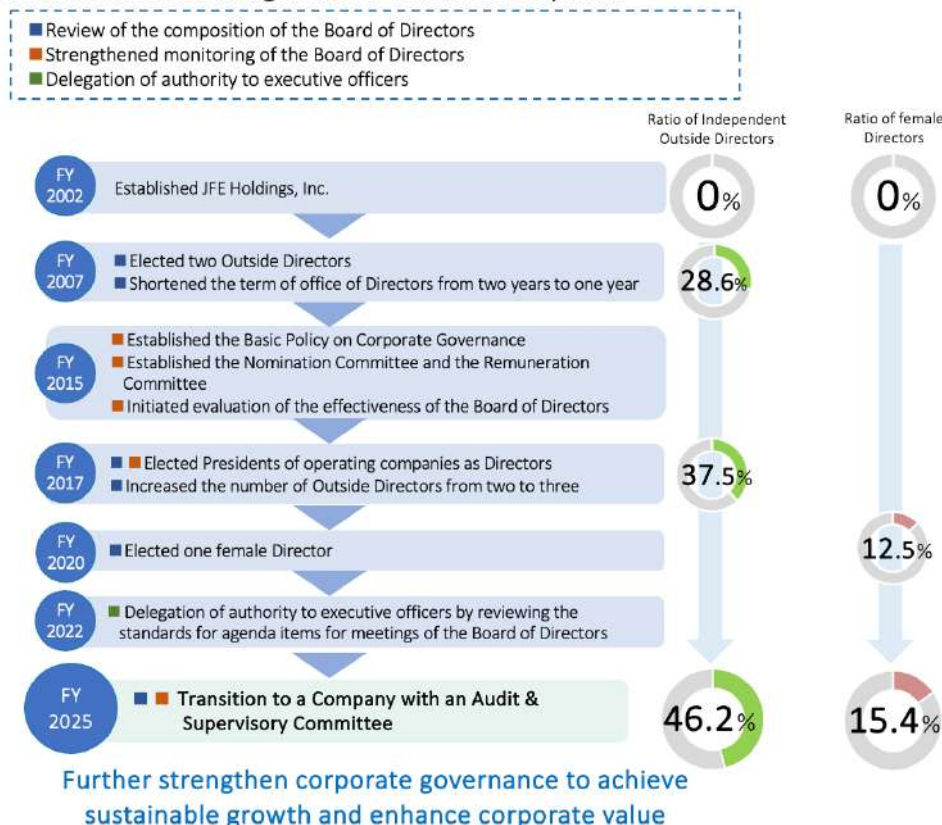 ■ Review of the composition of the Board of Directors
■ Strengthened monitoring of the Board of Directors
■ Delegation of authority to executive officers
Ratio of Independent
Outside Directors
Ratio of female
Directors
FY
2002
Established JFE Holdings, Inc.
0%
0%
FY
2007
■ Elected two Outside Directors
■ Shortened the term of office of Directors from two years to one year
28.6%
FY
2015
■ Established the Basic Policy on Corporate Governance
■ Established the Nomination Committee and the Remuneration
Committee
■ Initiated evaluation of the effectiveness of the Board of Directors
FY
2017
■ ■ Elected Presidents of operating companies as Directors
■ Increased the number of Outside Directors from two to three
37.5%
FY
2020
■ Elected one female Director
12.5%
FY
2022
■ Delegation of authority to executive officers by reviewing the
standards for agenda items for meetings of the Board of Directors
FY
2025
■ ■ Transition to a Company with an Audit &
Supervisory Committee
46.2%
15.4%
Further strengthen corporate governance to achieve
sustainable growth and enhance corporate value